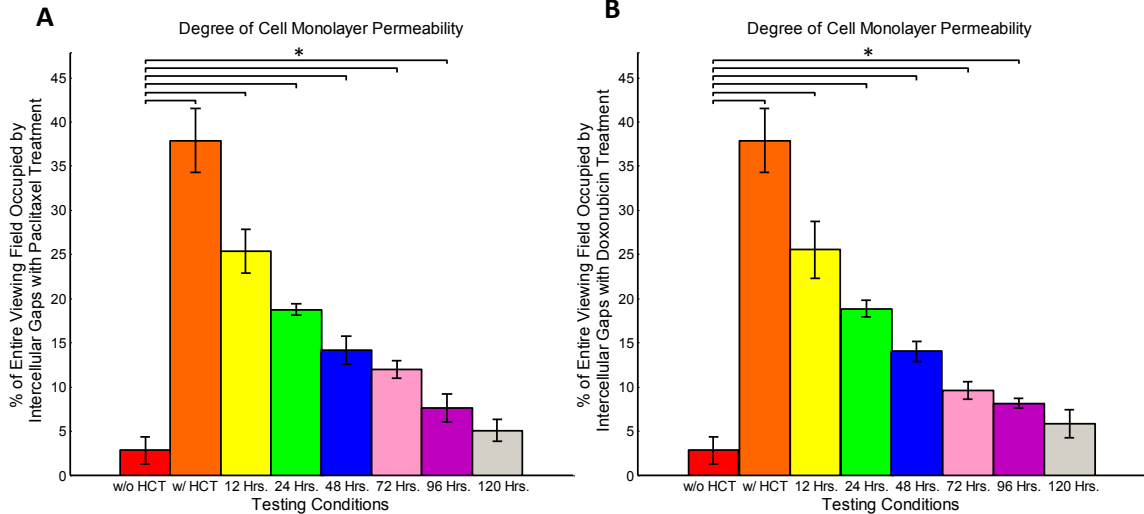 A
Degree of Cell Monolayer Permeability
*
% of Entire Viewing Field Occupied by
Intercellular Gaps with Paclitaxel Treatment
45
40
35
30
25
20
15
10
5
0
w/o HCT w/ HCT 12 Hrs. 24 Hrs. 48 Hrs. 72 Hrs. 96 Hrs. 120 Hrs.
Testing Conditions
B
Degree of Cell Monolayer Permeability
*
% of Entire Viewing Field Occupied by
Intercellular Gaps with Doxorubicin Treatment
45
40
35
30
25
20
15
10
5
0
w/o HCT w/ HCT 12 Hrs. 24 Hrs. 48 Hrs. 72 Hrs. 96 Hrs. 120 Hrs.
Testing Conditions